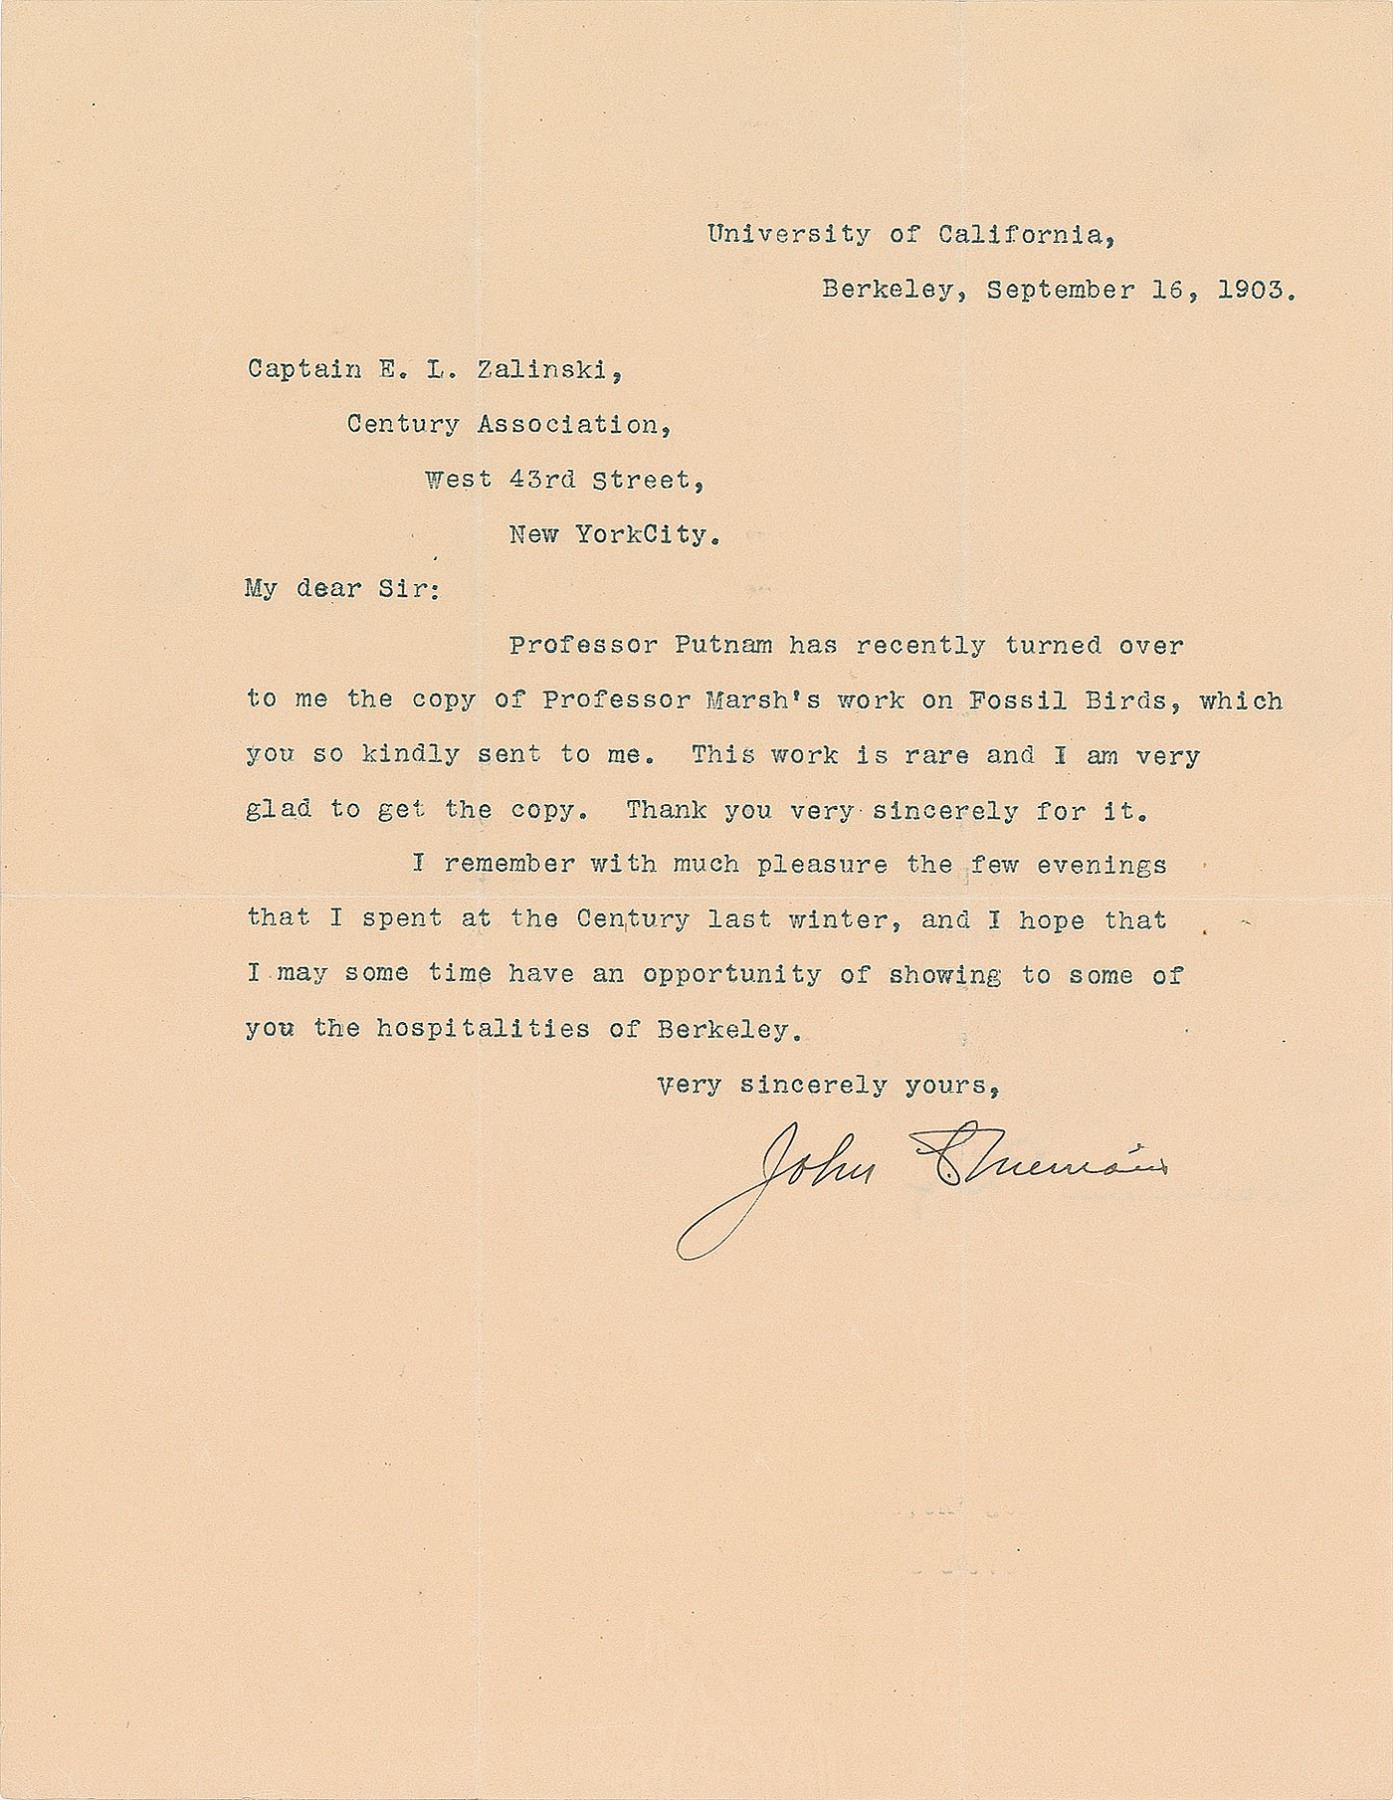 University of California,
Berkeley, September 16, 1903.
Captain E. L. Zalinski,
Century Association,
West 43rd Street,
New YorkCity.
My dear Sir:
Professor Putnam has recently turned over
to me the copy of Professor Marsh's work on Fossil Birds, which
you so kindly sent to me. This work is rare and I am very
glad to get the copy. Thank you very sincerely for it.
I remember with much pleasure the few evenings
that I spent at the Century last winter, and I hope that
I may some time have an opportunity of showing to some of
you the hospitalities of Berkeley.
Very sincerely yours,
John